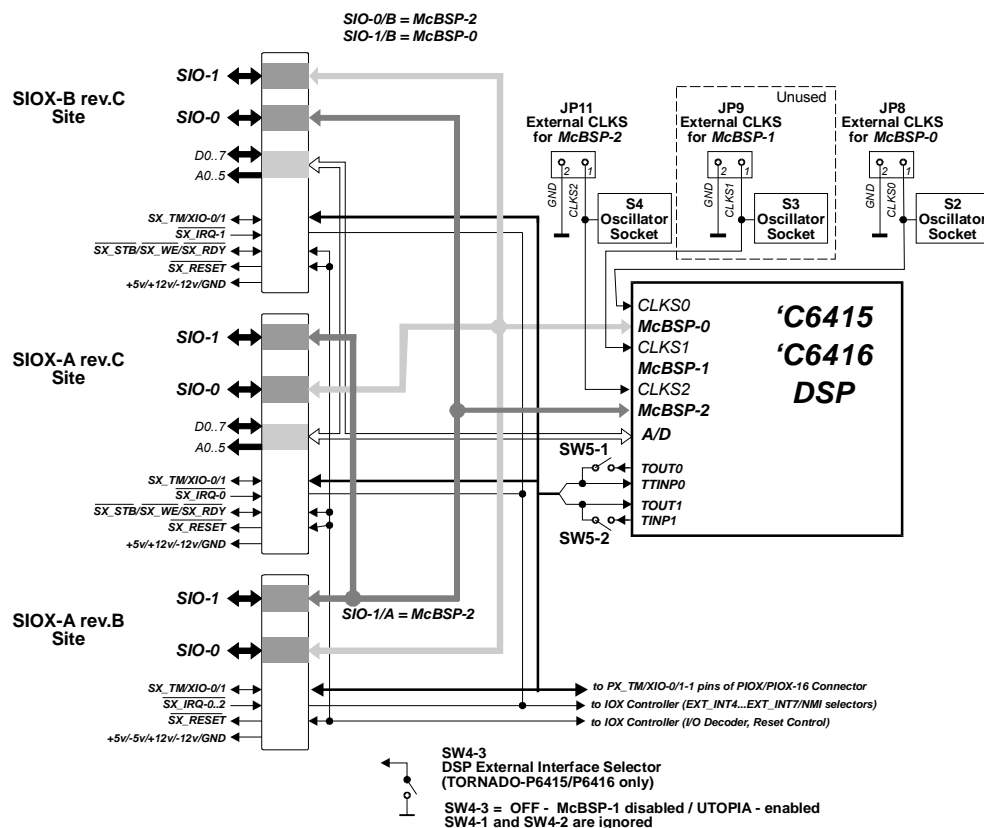 SIO-0/B = McBSP-2
SIO-1/B = McBSP-0
SIOX-B rev.C
Site
SIO-1
SIO-0
D0..7
A0..5
SX_TM/XIO-0/1
SX_IRQ-1
SX_STB/SX_WE/SX_RDY
SX_RESET
+5v/+12v/-12v/GND
JP11
External CLKS
for McBSP-2
2
1
GND
CLKS2
S4
Oscillator
Socket
Unused
JP9
External CLKS
for McBSP-1
2
1
GND
CLKS1
S3
Oscillator
Socket
JP8
External CLKS
for McBSP-0
2
1
GND
CLKS0
S2
Oscillator
Socket
SIOX-A rev.C
Site
SIO-1
SIO-0
D0..7
A0..5
SX_TM/XIO-0/1
SX_IRQ-0
SX_STB/SX_WE/SX_RDY
SX_RESET
+5v/+12v/-12v/GND
CLKS0
McBSP-0
CLKS1
McBSP-1
CLKS2
McBSP-2
A/D
TOUT0
TTINP0
TOUT1
TINP1
'C6415
'C6416
DSP
SW5-1
SW5-2
SIOX-A rev.B
Site
SIO-1
SIO-0
SX_TM/XIO-0/1
SX_IRQ-0..2
SX_RESET
+5v/-5v/+12v/-12v/GND
SIO-1/A = McBSP-2
to PX_TM/XIO-0/1-1 pins of PIOX/PIOX-16 Connector
to IOX Controller (EXT_INT4...EXT_INT7/NMI selectors)
to IOX Controller (I/O Decoder, Reset Control)
SW4-3
DSP External Interface Selector
(TORNADO-P6415/P6416 only)
SW4-3 = OFF - McBSP-1 disabled / UTOPIA - enabled
SW4-1 and SW4-2 are ignored